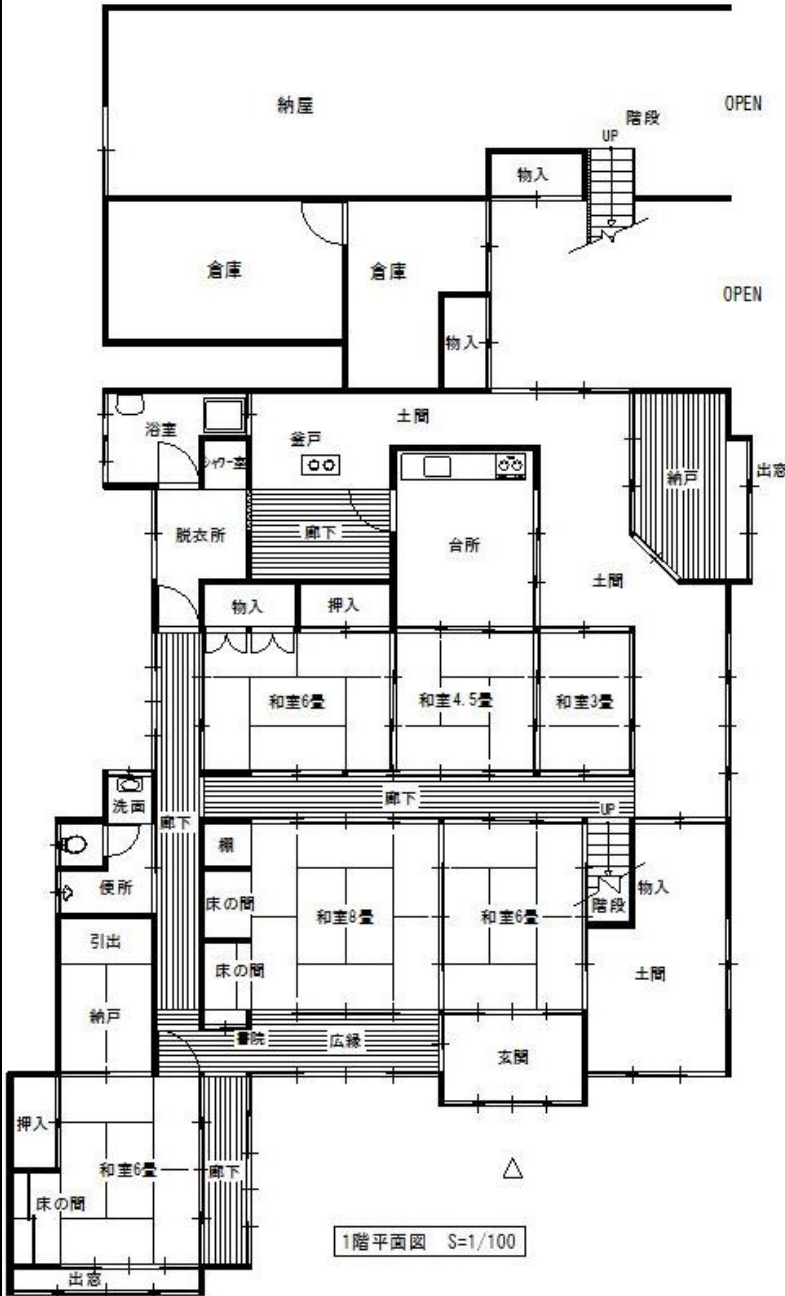 納屋
OPEN
階段
UP
物入
倉庫
倉庫
OPEN
物入
土間
浴室
釜戸
シャワー室
納戸
出窓
脱衣所
廊下
台所
土間
物入
押入
和室6畳
和室4.5畳
和室3畳
洗面
廊下
廊下
UP
棚
便所
床の間
和室8畳
和室6畳
階段
物入
引出
床の間
土間
納戸
書院
広縁
玄関
押入
和室6畳
廊下
床の間
出窓
1階平面図 S=1/100